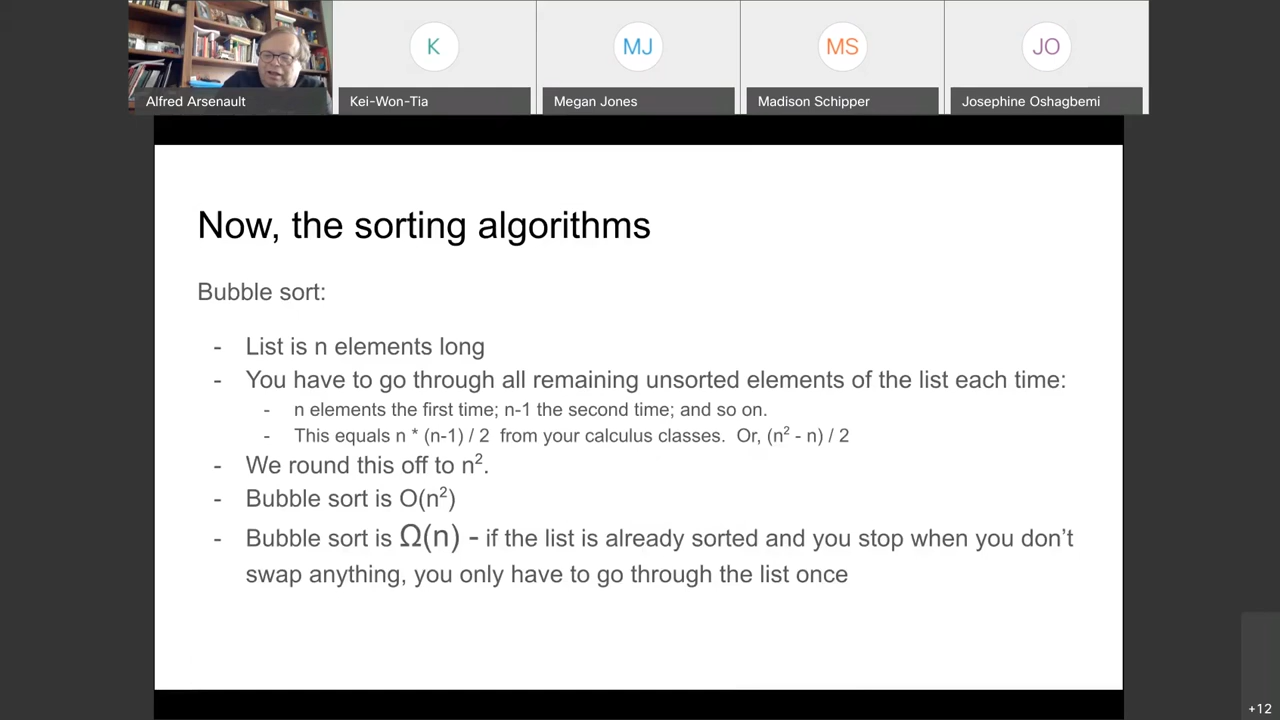 K
MJ
MS
JO
Alfred Arsenault
Kei-Won-Tia
Megan Jones
Madison Schipper
Josephine Oshagbemi
Now, the sorting algorithms
Bubble sort:
- List is n elements long
- You have to go through all remaining unsorted elements of the list each time:
- n elements the first time; n-1 the second time; and so on.
- This equals n * (n-1) / 2 from your calculus classes. Or, (n² - n) / 2
- We round this off to n².
- Bubble sort is O(n²)
- Bubble sort is Ω(n) - if the list is already sorted and you stop when you don’t
swap anything, you only have to go through the list once
+12